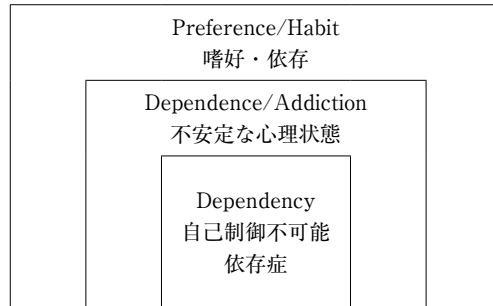 Preference/Habit
嗜好・依存
Dependence/Addiction
不安定な心理状態
Dependency
自己制御不可能
依存症